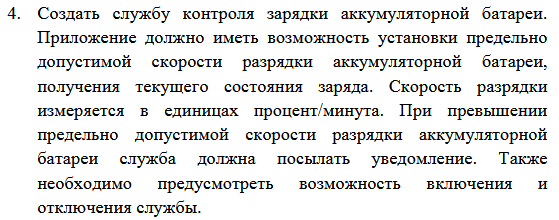 4. Создать службу контроля зарядки аккумуляторной батареи.
Приложение должно иметь возможность установки предельно
допустимой скорости разрядки аккумуляторной батареи,
получения текущего состояния заряда. Скорость разрядки
измеряется в единицах процент/минута. При превышении
предельно допустимой скорости разрядки аккумуляторной
батареи служба должна посылать уведомление. Также
необходимо предусмотреть возможность включения и
отключения службы.